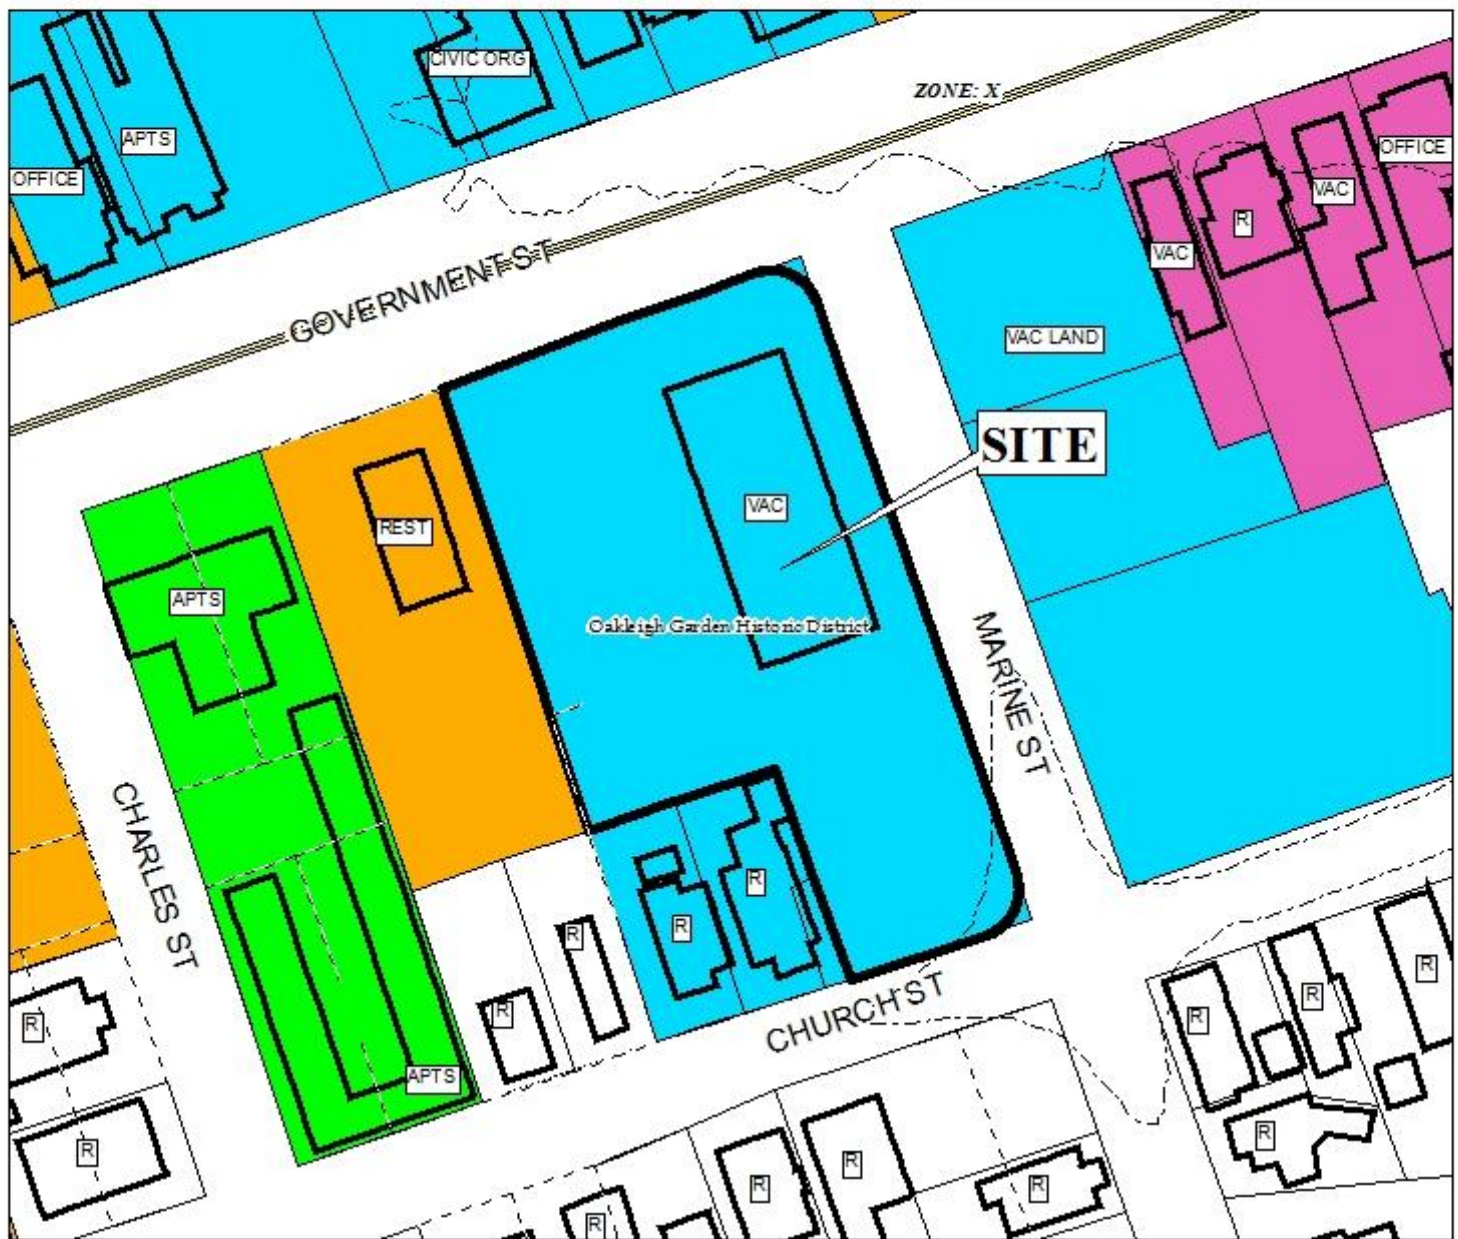 CIVIC ORG
ZONE: X
APTS
OFFICE
OFFICE
VAC
R
VAC
GOVERNMENT ST
VAC LAND
SITE
VAC
REST
APTS
Oakleigh Garden Historic District
MARINE ST
CHARLES ST
R
R
R
R
R
R
R
CHURCH ST
R
R
APTS
R
R
R
R
R
R